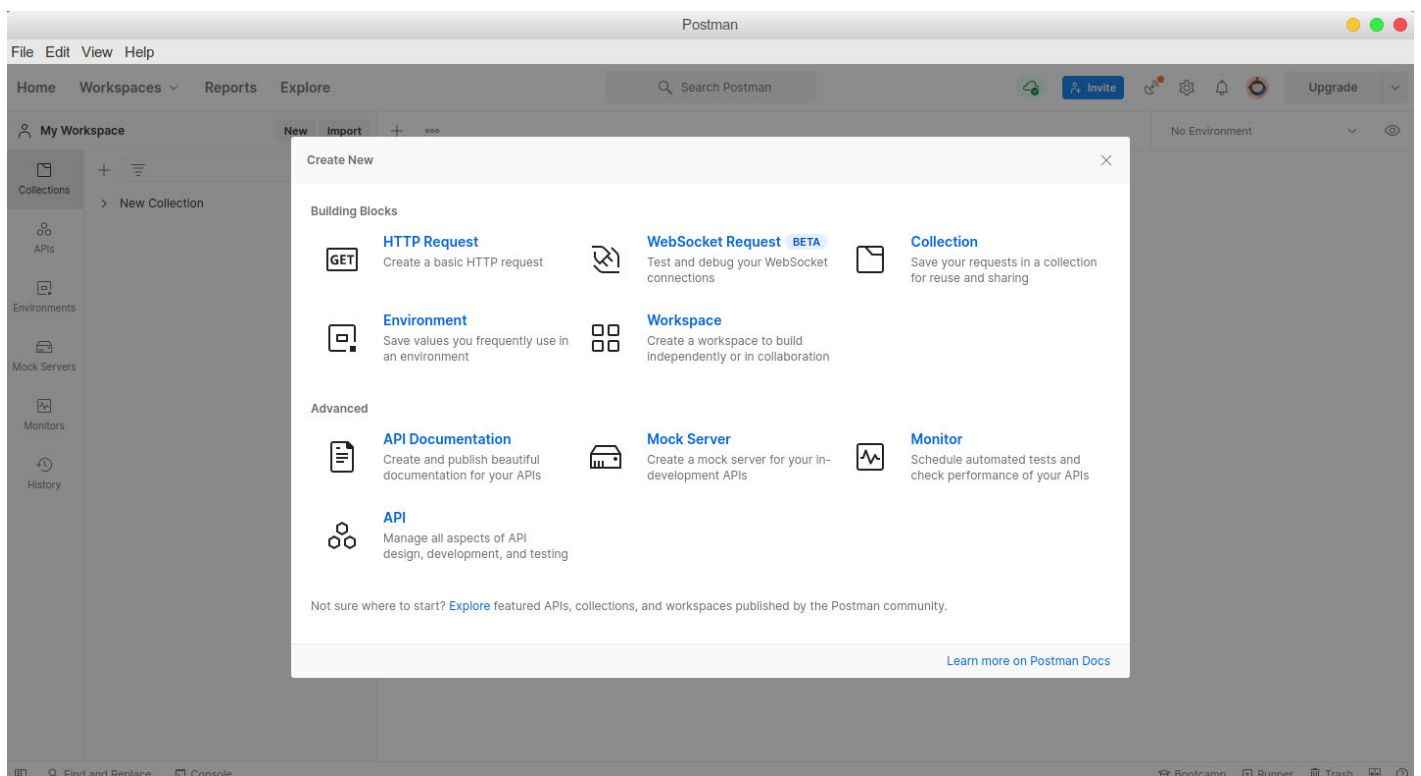 Postman
File Edit View Help
Home Workspaces Reports Explore Search Postman Invite Upgrade
My Workspace New Import No Environment
Collections
New Collection
APIs
Environments
Mock Servers
Monitors
History
Create New
Building Blocks
HTTP Request
GET
Create a basic HTTP request
WebSocket Request BETA
Test and debug your WebSocket
connections
Collection
Save your requests in a collection
for reuse and sharing
Environment
Save values you frequently use in
an environment
Workspace
Create a workspace to build
independently or in collaboration
Advanced
API Documentation
Create and publish beautiful
documentation for your APIs
Mock Server
Create a mock server for your in-
development APIs
Monitor
Schedule automated tests and
check performance of your APIs
API
Manage all aspects of API
design, development, and testing
Not sure where to start? Explore featured APIs, collections, and workspaces published by the Postman community.
Learn more on Postman Docs
Find and Replace Console Bootcamp Runner Trash